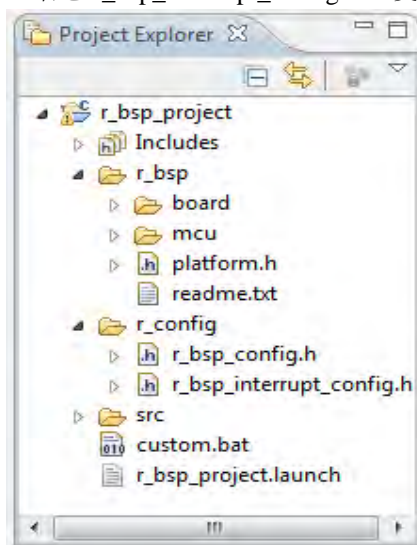 Project Explorer
r_bsp_project
Includes
r_bsp
board
mcu
platform.h
readme.txt
r_config
r_bsp_config.h
r_bsp_interrupt_config.h
src
custom.bat
r_bsp_project.launch